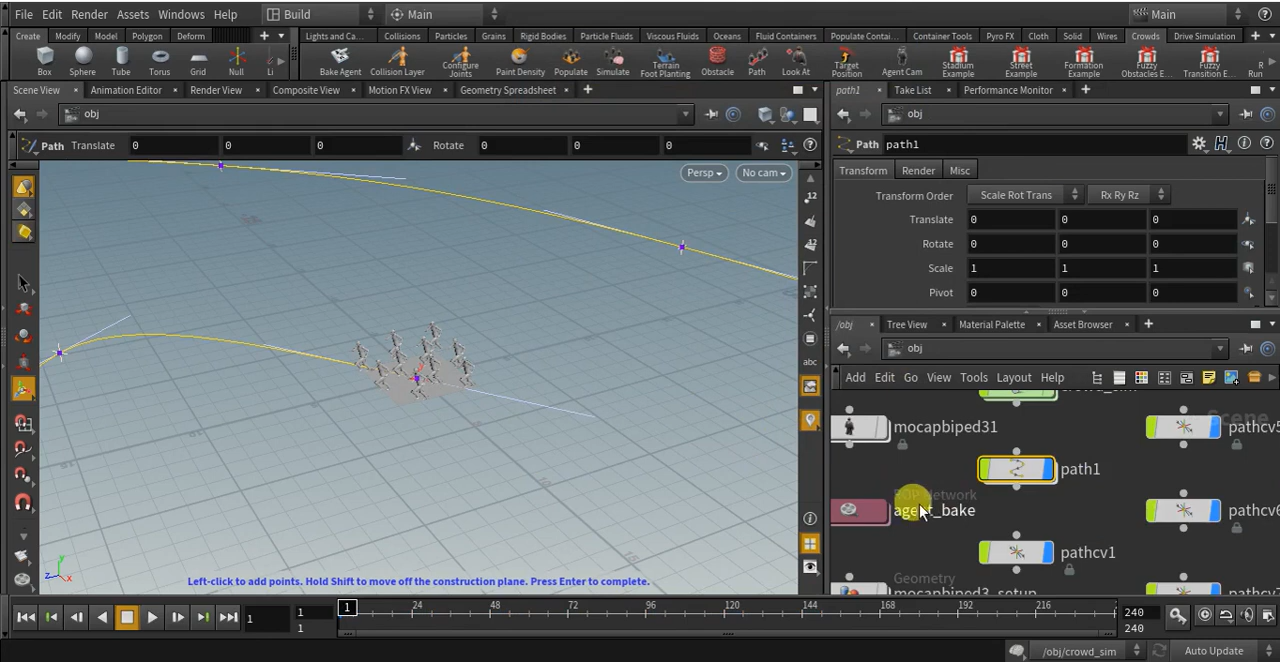 File Edit Render Assets Windows Help Build Main Main
Create Modify Model Polygon Deform Lights and Ca... Collisions Particles Grains Rigid Bodies Particle Fluids Viscous Fluids Oceans Fluid Containers Populate Contai... Container Tools Pyro FX Cloth Solid Wires Crowds Drive Simulation
Box Sphere Tube Torus Grid Null Li Bake Agent Collision Layer Configure Joints Paint Density Populate Simulate Terrain Foot Planting Obstacle Path Look At Target Position Agent Cam Stadium Example Street Example Formation Example Fuzzy Obstacles E... Fuzzy Transition E... R Run
Scene View Animation Editor Render View Composite View Motion FX View Geometry Spreadsheet
obj
Path Translate 0 0 0 Rotate 0 0 0
Persp No cam
Left-click to add points. Hold Shift to move off the construction plane. Press Enter to complete.
path1 Take List Performance Monitor
obj
Path path1
Transform Render Misc
Transform Order Scale Rot Trans Rx Ry Rz
Translate 0 0 0
Rotate 0 0 0
Scale 1 1 1
Pivot 0 0 0
/obj Tree View Material Palette Asset Browser
obj
Add Edit Go View Tools Layout Help
mocapbiped31
path1
agent_bake
pathcv1
Geometry
mocapbiped3_setup
pathcv5
pathcv6
Scene
1 1 1 1 24 48 72 96 120 144 168 192 216 240 240
/obj/crowd_sim Auto Update